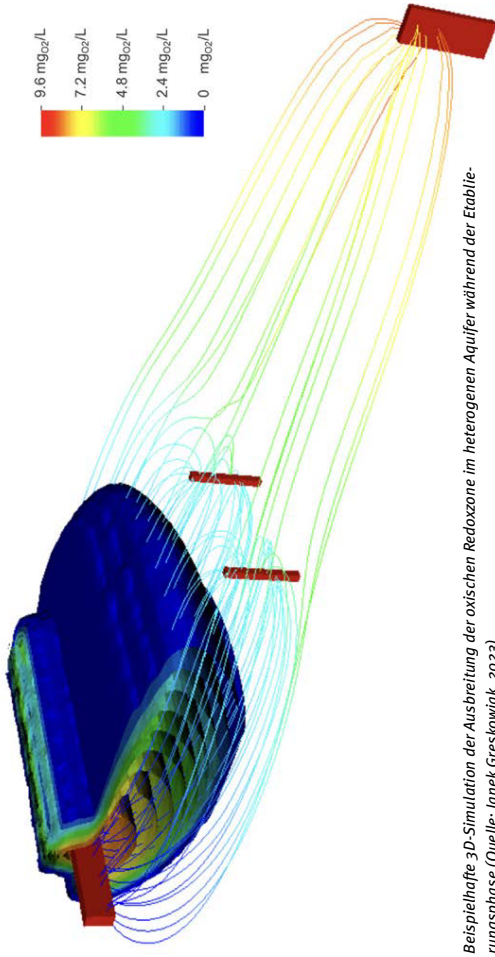 9.6 mgO2/L
7.2 mgO2/L
4.8 mgO2/L
2.4 mgO2/L
0 mgO2/L
Beispielhafte 3D-Simulation der Ausbreitung der oxischen Redoxzone im heterogenen Aquifer während der Etablie-
rungsphase (Quelle: Janek Greskowiak, 2023)